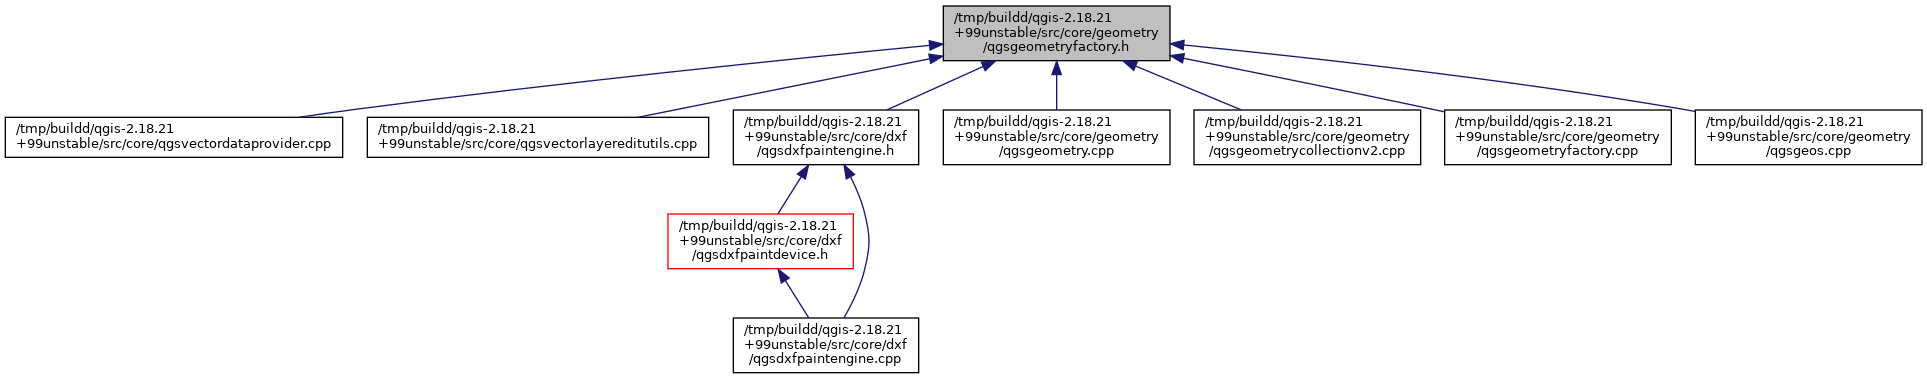 /tmp/buildd/qgis-2.18.21
+99unstable/src/core/geometry
/qgsgeometryfactory.h
/tmp/buildd/qgis-2.18.21
+99unstable/src/core/qgsvectordataprovider.cpp
/tmp/buildd/qgis-2.18.21
+99unstable/src/core/qgsvectorlayereditutils.cpp
/tmp/buildd/qgis-2.18.21
+99unstable/src/core/dxf
/qgsdxfpaintengine.h
/tmp/buildd/qgis-2.18.21
+99unstable/src/core/geometry
/qgsgeometry.cpp
/tmp/buildd/qgis-2.18.21
+99unstable/src/core/geometry
/qgsgeometrycollectionv2.cpp
/tmp/buildd/qgis-2.18.21
+99unstable/src/core/geometry
/qgsgeometryfactory.cpp
/tmp/buildd/qgis-2.18.21
+99unstable/src/core/geometry
/qgsgeos.cpp
/tmp/buildd/qgis-2.18.21
+99unstable/src/core/dxf
/qgsdxfpaintdevice.h
/tmp/buildd/qgis-2.18.21
+99unstable/src/core/dxf
/qgsdxfpaintengine.cpp